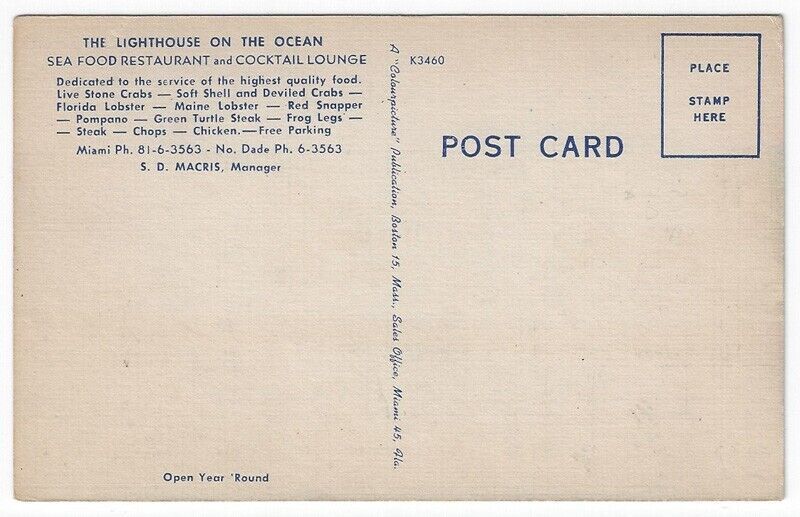 THE LIGHTHOUSE ON THE OCEAN
SEA FOOD RESTAURANT and COCKTAIL LOUNGE
Dedicated to the service of the highest quality food.
Live Stone Crabs — Soft Shell and Deviled Crabs —
Florida Lobster — Maine Lobster — Red Snapper
— Pompano — Green Turtle Steak — Frog Legs —
— Steak — Chops — Chicken.—Free Parking
Miami Ph. 81-6-3563 - No. Dade Ph. 6-3563
S. D. MACRIS, Manager
Open Year 'Round
A "Colourpicture" Publication, Boston 15, Mass., Sales Office, Miami 45, Fla.
K3460
POST CARD
PLACE
STAMP
HERE